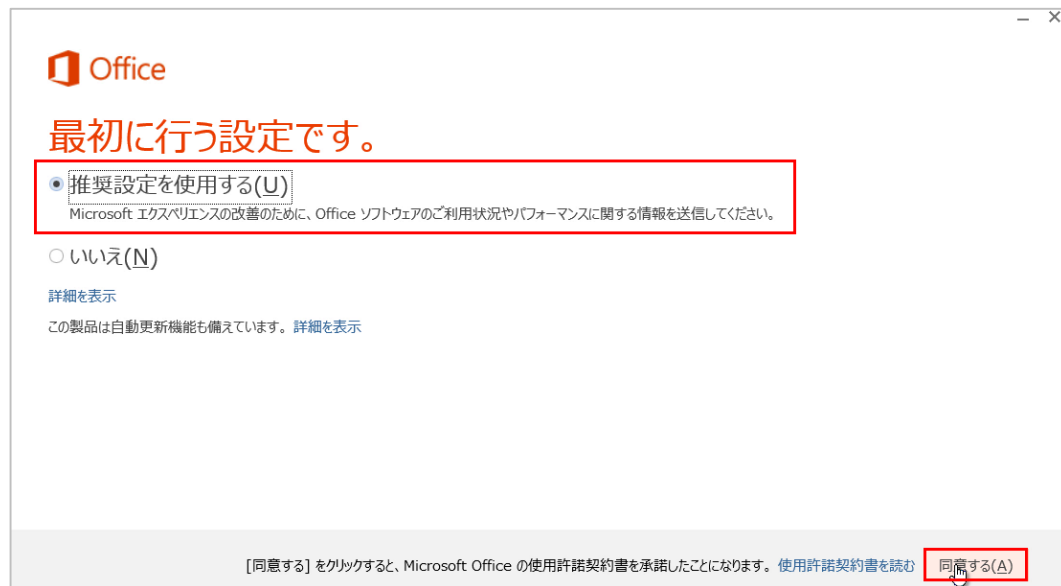 Office
最初に行う設定です。
推奨設定を使用する(U)
Microsoft エクスペリエンスの改善のために、Office ソフトウェアのご利用状況やパフォーマンスに関する情報を送信してください。
いいえ(N)
詳細を表示
この製品は自動更新機能も備えています。詳細を表示
[同意する] をクリックすると、Microsoft Office の使用許諾契約書を承諾したことになります。 使用許諾契約書を読む 同意する(A)